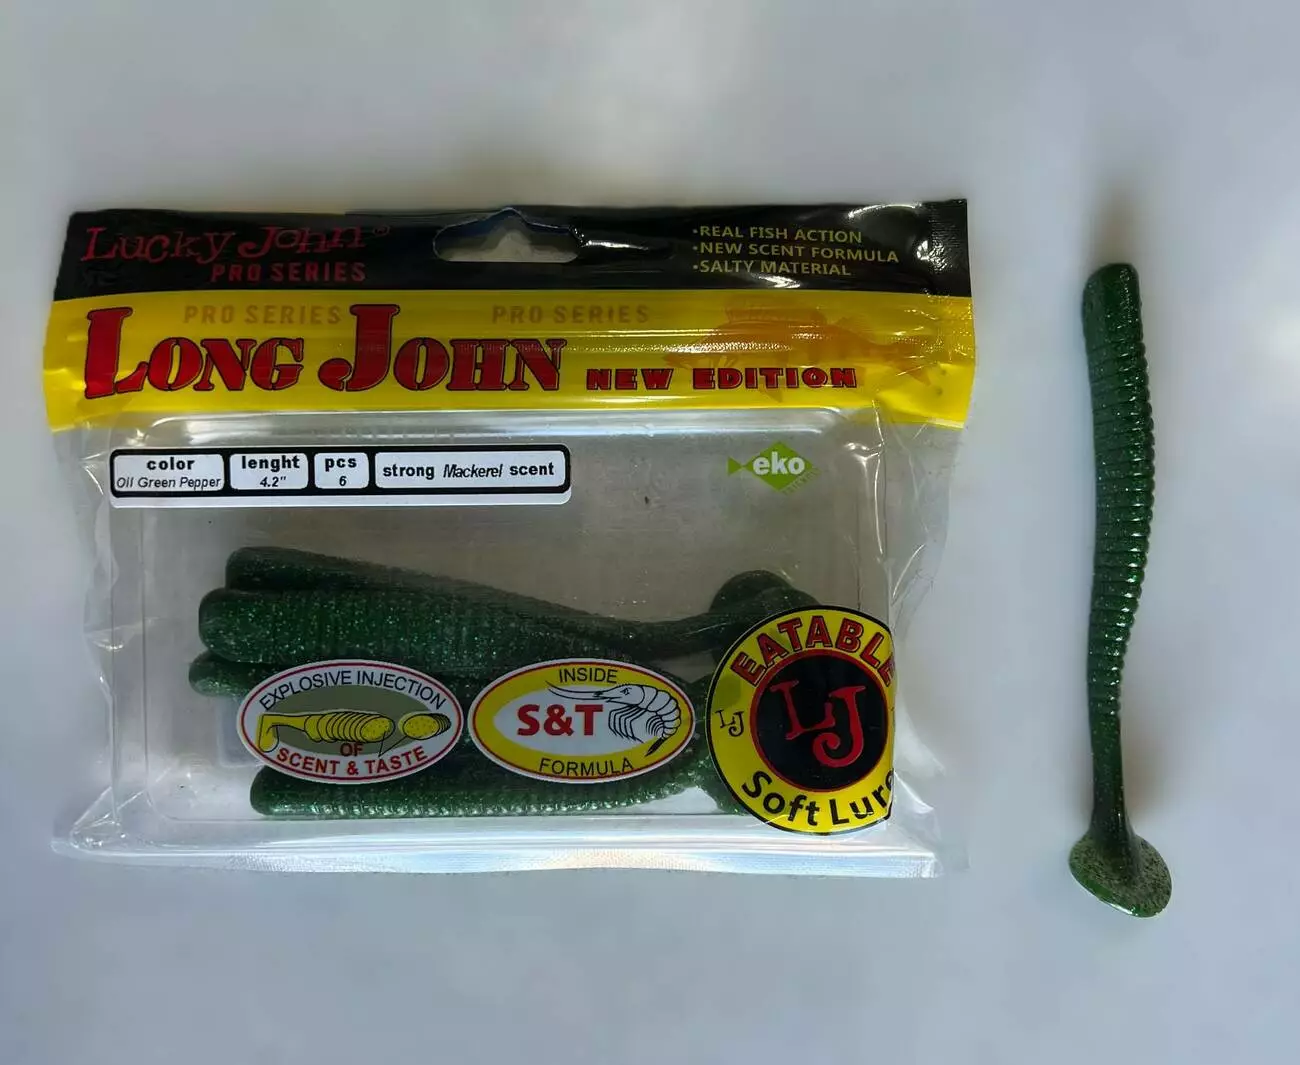 Lucky John®
PRO SERIES
·REAL FISH ACTION
·NEW SCENT FORMULA
·SALTY MATERIAL
PRO SERIES PRO SERIES
LONG JOHN NEW EDITION
color
Oil Green Pepper
lenght
4.2"
pcs
6
strong Mackerel scent
eko
EXPLOSIVE INJECTION
OF
SCENT & TASTE
INSIDE
S&T
FORMULA
EATABLE
LJ
LJ
Soft Lure